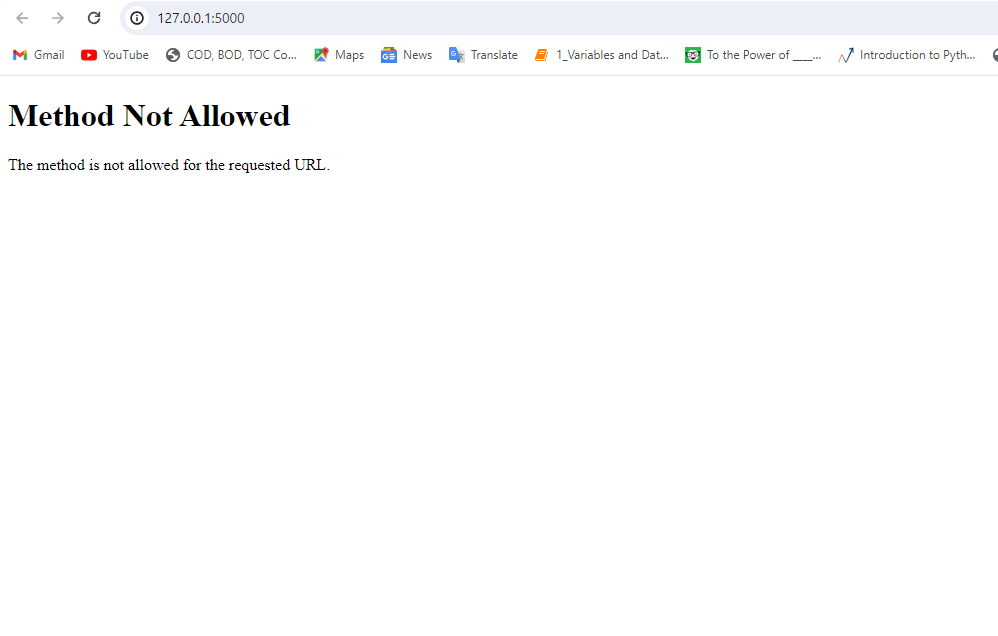 127.0.0.1:5000
Gmail YouTube COD, BOD, TOC Co... Maps News Translate 1_Variables and Dat... To the Power of ____... Introduction to Pyth...
Method Not Allowed
The method is not allowed for the requested URL.